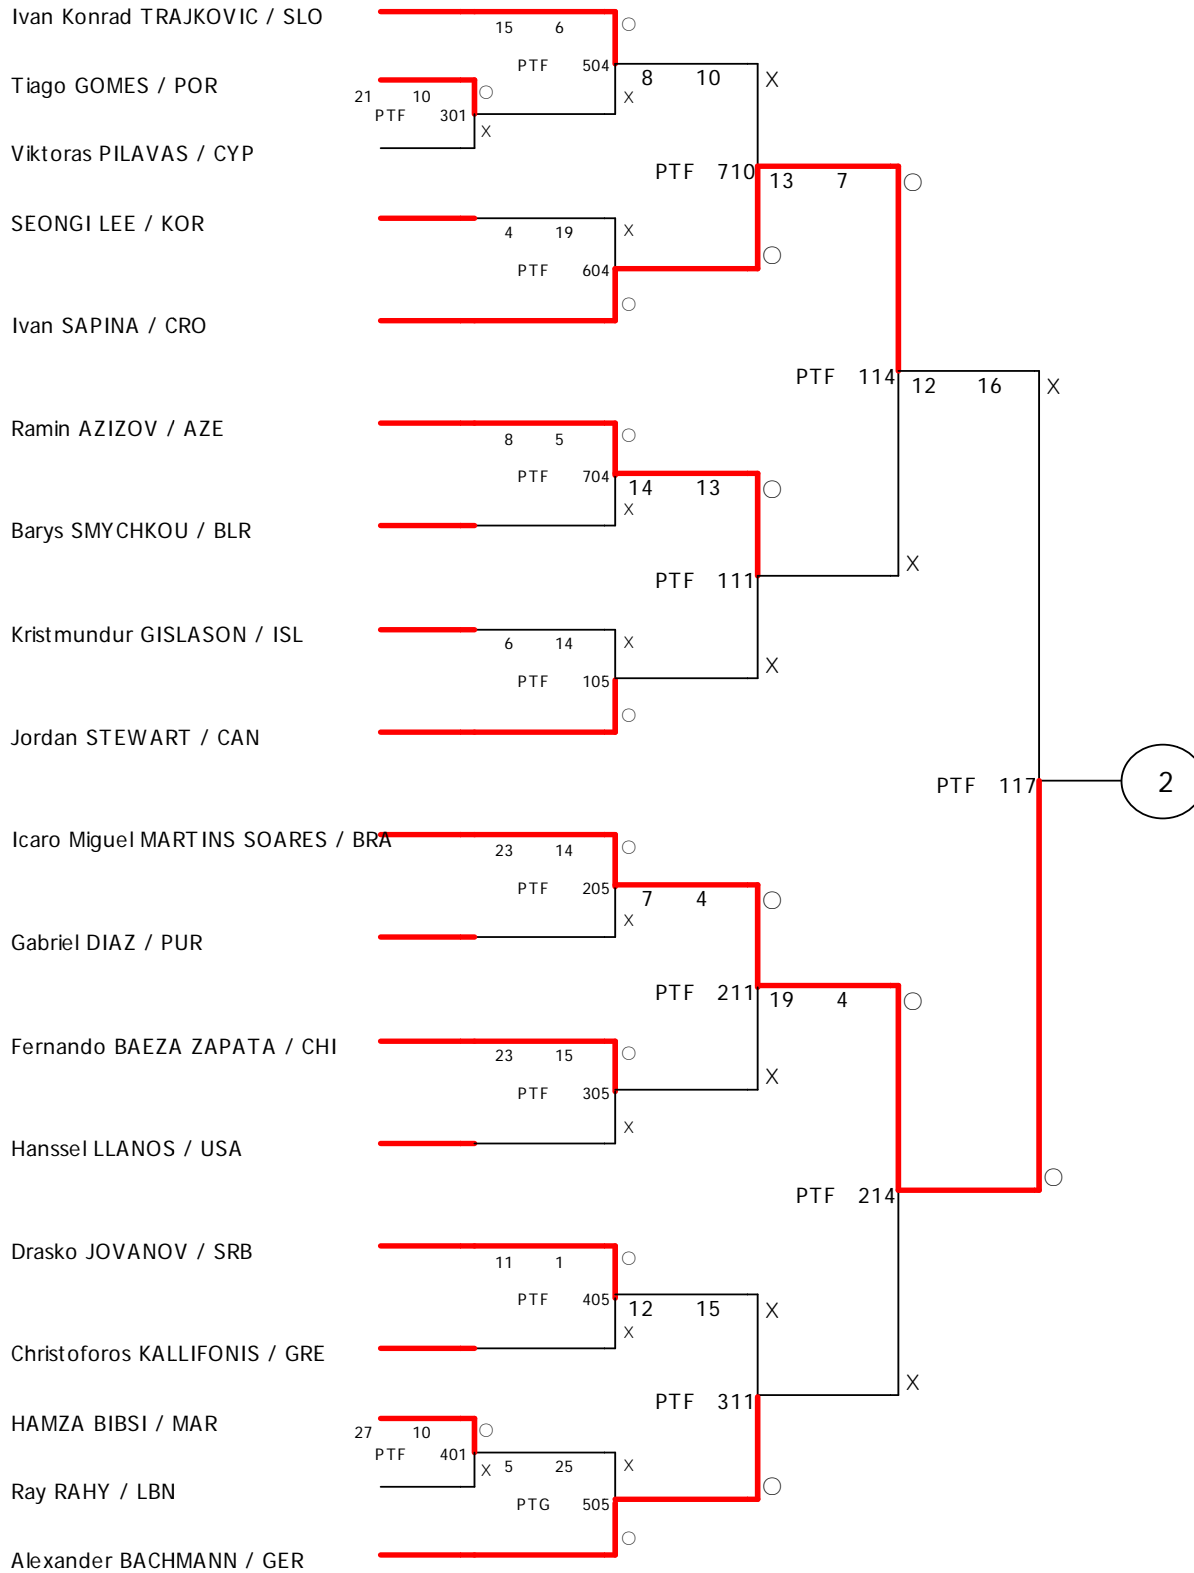 Ivan Konrad TRAJKOVIC / SLO
15 6
PTF 504
Tiago GOMES / POR
21 10
PTF 301
X
X
Viktoras PILAVAS / CYP
8 10
X
PTF 710
SEONGI LEE / KOR
4 19
X
PTF 604
Ivan SAPINA / CRO
13 7
PTF 114
Ramin AZIZOV / AZE
8 5
PTF 704
X
Barys SMYCHKOU / BLR
14 13
PTF 111
X
Kristmundur GISLASON / ISL
6 14
X
PTF 105
X
Jordan STEWART / CAN
12 16
X
PTF 117
2
Icaro Miguel MARTINS SOARES / BRA
23 14
PTF 205
X
Gabriel DIAZ / PUR
7 4
PTF 211
Fernando BAEZA ZAPATA / CHI
23 15
X
PTF 305
X
Hanssel LLANOS / USA
19 4
PTF 214
Drasko JOVANOV / SRB
11 1
PTF 405
X
Christoforos KALLIFONIS / GRE
12 15
X
PTF 311
X
HAMZA BIBSI / MAR
27 10
PTF 401
X
Ray RAHY / LBN
5 25
X
PTG 505
Alexander BACHMANN / GER